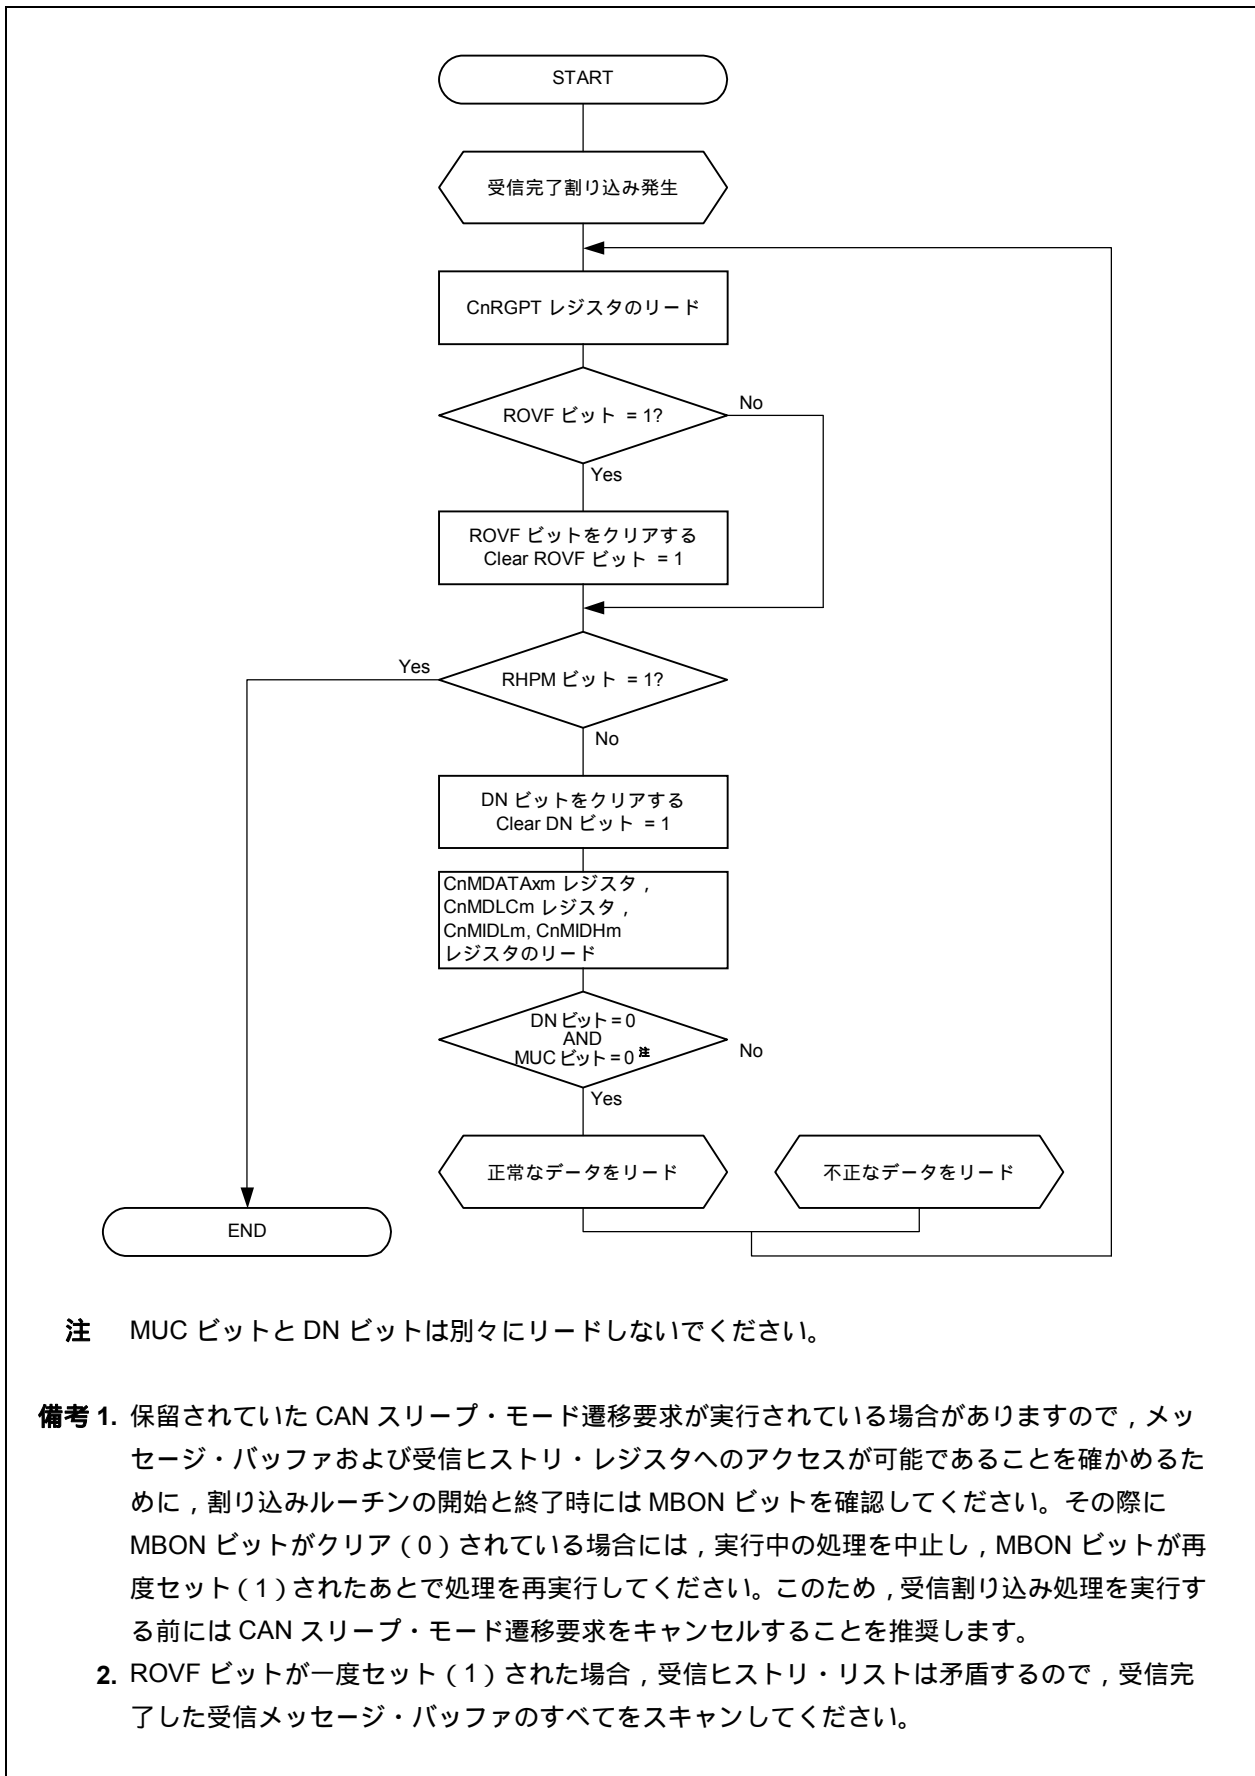 START
受信完了割り込み発生
CnRGPT レジスタのリード
ROVF ビット = 1?
No
Yes
ROVF ビットをクリアする
Clear ROVF ビット = 1
Yes
RHPM ビット = 1?
No
DN ビットをクリアする
Clear DN ビット = 1
CnMDATAxm レジスタ，
CnMDLCm レジスタ，
CnMIDLm, CnMIDHm
レジスタのリード
DN ビット = 0
AND
MUC ビット = 0 注
No
Yes
正常なデータをリード
不正なデータをリード
END
注 MUC ビットと DN ビットは別々にリードしないでください。
備考 1. 保留されていた CAN スリープ・モード遷移要求が実行されている場合がありますので，メッ
セージ・バッファおよび受信ヒストリ・レジスタへのアクセスが可能であることを確かめるた
めに，割り込みルーチンの開始と終了時には MBON ビットを確認してください。その際に
MBON ビットがクリア（0）されている場合には，実行中の処理を中止し，MBON ビットが再
度セット（1）されたあとで処理を再実行してください。このため，受信割り込み処理を実行す
る前には CAN スリープ・モード遷移要求をキャンセルすることを推奨します。
2. ROVF ビットが一度セット（1）された場合，受信ヒストリ・リストは矛盾するので，受信完
了した受信メッセージ・バッファのすべてをスキャンしてください。